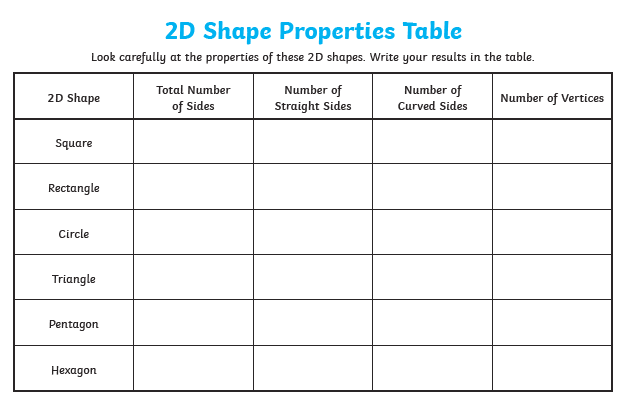 2D Shape Properties Table
Look carefully at the properties of these 2D shapes. Write your results in the table.
2D Shape
Total Number
of Sides
Number of
Straight Sides
Number of
Curved Sides
Number of Vertices
Square
Rectangle
Circle
Triangle
Pentagon
Hexagon